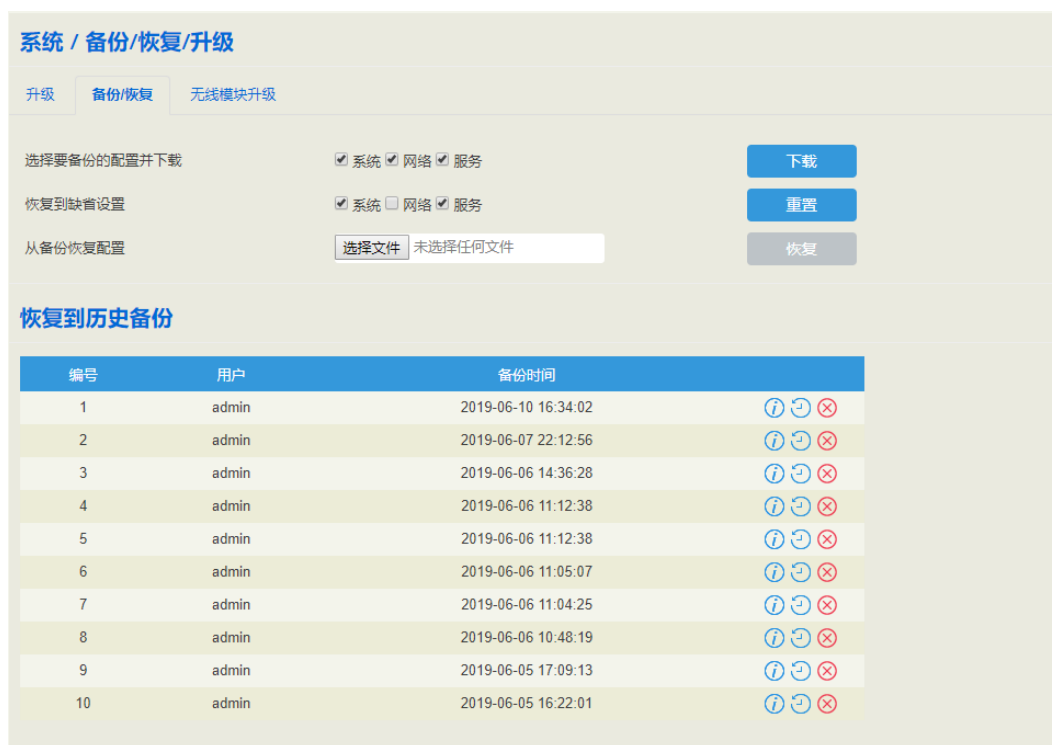 系统 / 备份/恢复/升级
升级 备份/恢复 无线模块升级
选择要备份的配置并下载 系统 网络 服务 下载
恢复到缺省设置 系统 网络 服务 重置
从备份恢复配置 选择文件 未选择任何文件 恢复
恢复到历史备份
编号 用户 备份时间
1 admin 2019-06-10 16:34:02
2 admin 2019-06-07 22:12:56
3 admin 2019-06-06 14:36:28
4 admin 2019-06-06 11:12:38
5 admin 2019-06-06 11:12:38
6 admin 2019-06-06 11:05:07
7 admin 2019-06-06 11:04:25
8 admin 2019-06-06 10:48:19
9 admin 2019-06-05 17:09:13
10 admin 2019-06-05 16:22:01